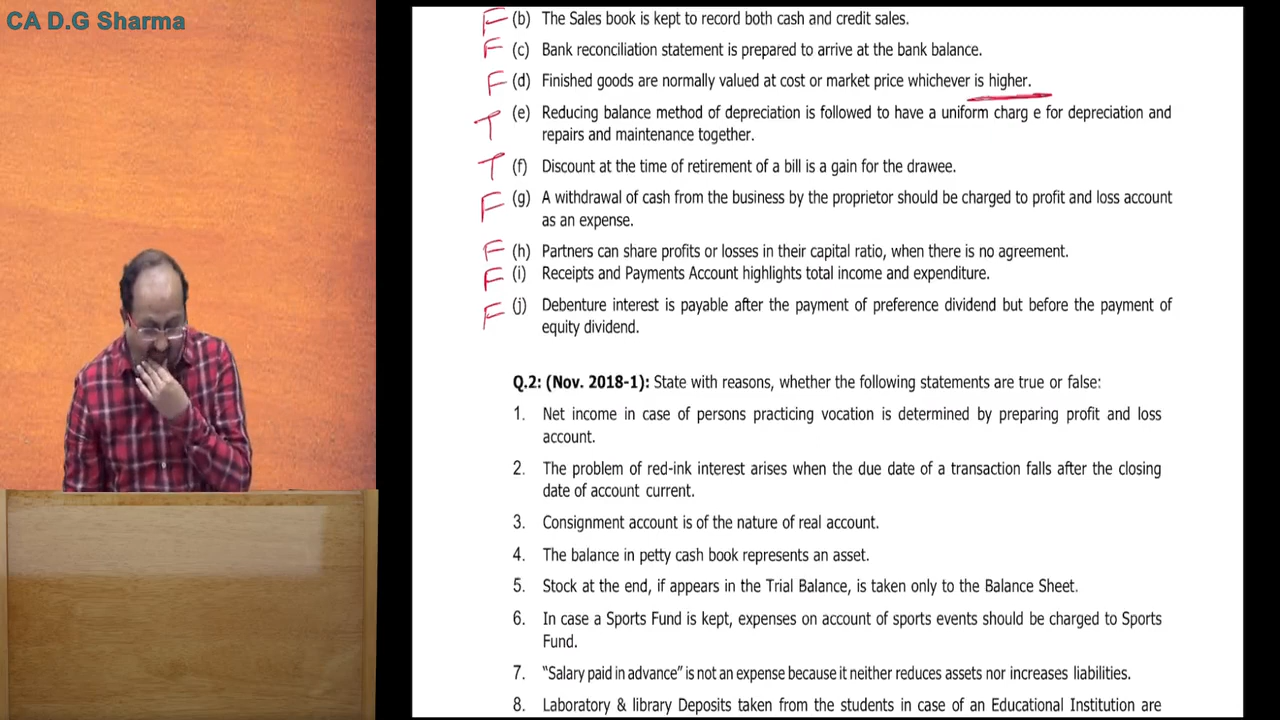 CA D.G Sharma
F (b) The Sales book is kept to record both cash and credit sales.
F (c) Bank reconciliation statement is prepared to arrive at the bank balance.
F (d) Finished goods are normally valued at cost or market price whichever is higher.
T (e) Reducing balance method of depreciation is followed to have a uniform charg e for depreciation and
repairs and maintenance together.
T (f) Discount at the time of retirement of a bill is a gain for the drawee.
F (g) A withdrawal of cash from the business by the proprietor should be charged to profit and loss account
as an expense.
F (h) Partners can share profits or losses in their capital ratio, when there is no agreement.
F (i) Receipts and Payments Account highlights total income and expenditure.
F (j) Debenture interest is payable after the payment of preference dividend but before the payment of
equity dividend.
Q.2: (Nov. 2018-1): State with reasons, whether the following statements are true or false:
1. Net income in case of persons practicing vocation is determined by preparing profit and loss
account.
2. The problem of red-ink interest arises when the due date of a transaction falls after the closing
date of account current.
3. Consignment account is of the nature of real account.
4. The balance in petty cash book represents an asset.
5. Stock at the end, if appears in the Trial Balance, is taken only to the Balance Sheet.
6. In case a Sports Fund is kept, expenses on account of sports events should be charged to Sports
Fund.
7. "Salary paid in advance" is not an expense because it neither reduces assets nor increases liabilities.
8. Laboratory & library Deposits taken from the students in case of an Educational Institution are